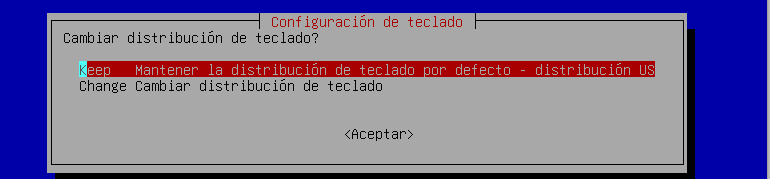 Configuración de teclado
Cambiar distribución de teclado?
Keep Mantener la distribución de teclado por defecto - distribución US
Change Cambiar distribución de teclado
<Aceptar>